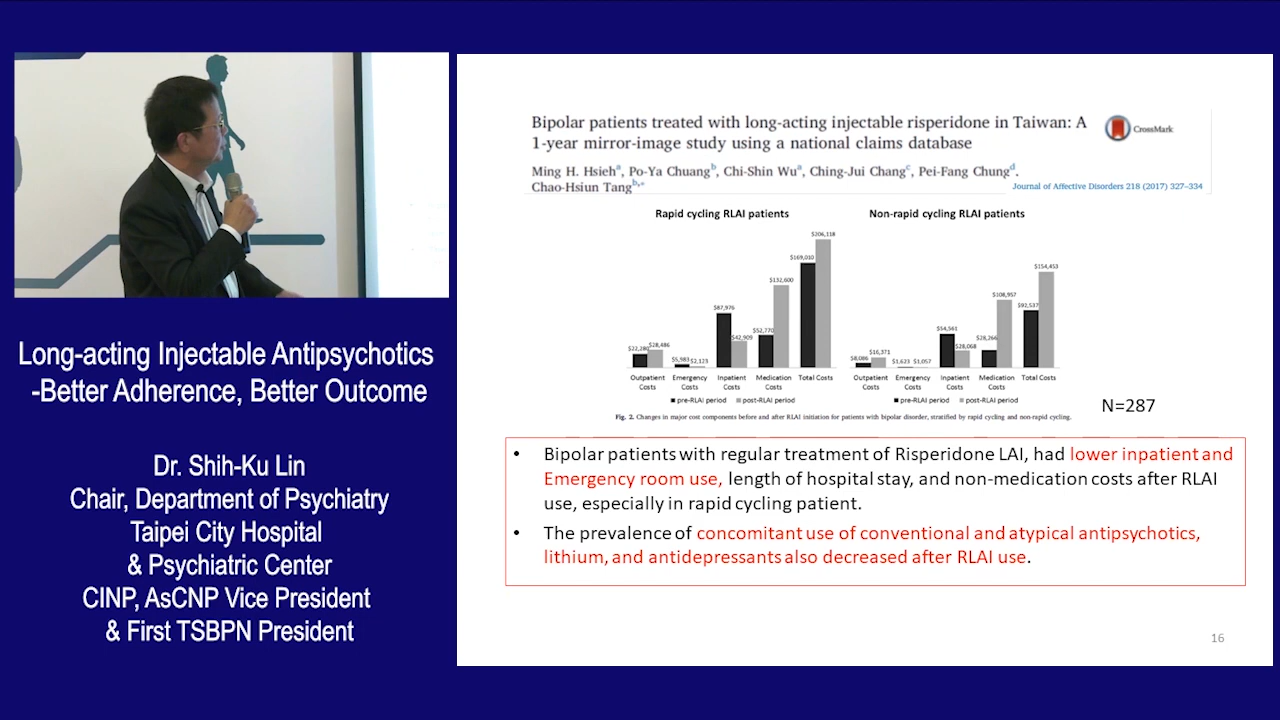 Long-acting Injectable Antipsychotics
-Better Adherence, Better Outcome
Dr. Shih-Ku Lin
Chair, Department of Psychiatry
Taipei City Hospital
& Psychiatric Center
CINP, AsCNP Vice President
& First TSBPN President
Bipolar patients treated with long-acting injectable risperidone in Taiwan: A
1-year mirror-image study using a national claims database
CrossMark
Ming H. Hsieh^a, Po-Ya Chuang^b, Chi-Shin Wu^a, Ching-Jui Chang^c, Pei-Fang Chung^d.
Chao-Hsiun Tang^b,*
Journal of Affective Disorders 218 (2017) 327–334
Rapid cycling RLAI patients
$206,118
$169,010
$132,600
$87,976
$52,770
$42,909
$22,280
$28,486
$5,983
$2,123
Outpatient Costs
Emergency Costs
Inpatient Costs
Medication Costs
Total Costs
■ pre-RLAI period ■ post-RLAI period
Non-rapid cycling RLAI patients
$154,453
$108,957
$92,537
$54,561
$28,068
$28,266
$8,086
$16,371
$1,623
$1,057
Outpatient Costs
Emergency Costs
Inpatient Costs
Medication Costs
Total Costs
■ pre-RLAI period ■ post-RLAI period
Fig. 2. Changes in major cost components before and after RLAI initiation for patients with bipolar disorder, stratified by rapid cycling and non-rapid cycling.
N=287
• Bipolar patients with regular treatment of Risperidone LAI, had lower inpatient and
Emergency room use, length of hospital stay, and non-medication costs after RLAI
use, especially in rapid cycling patient.
• The prevalence of concomitant use of conventional and atypical antipsychotics,
lithium, and antidepressants also decreased after RLAI use.
16